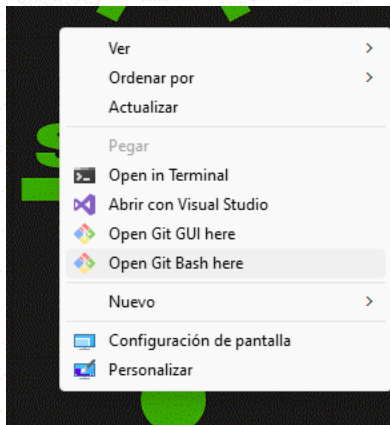 Ver
Ordenar por
Actualizar
Pegar
Open in Terminal
Abrir con Visual Studio
Open Git GUI here
Open Git Bash here
Nuevo
Configuración de pantalla
Personalizar